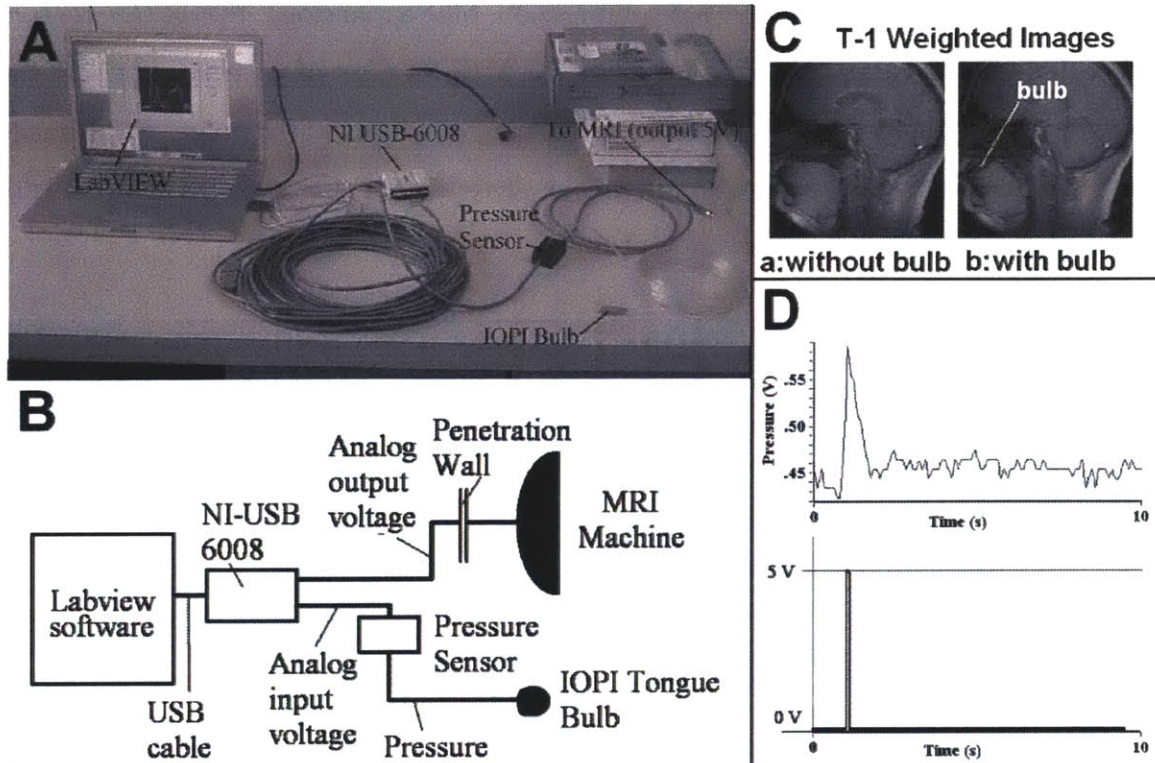 A
NI USB-6008
To MRI (output 5V)
LabVIEW
Pressure
Sensor
IOPI Bulb
B
Analog
output
voltage
Penetration
Wall
NI-USB
6008
MRI
Machine
Labview
software
Pressure
Sensor
Analog
input
voltage
IOPI Tongue
Bulb
USB
cable
Pressure
C
T-1 Weighted Images
bulb
a:without bulb
b:with bulb
D
Pressure (V)
.55
.50
.45
0
Time (s)
10
5 V
0 V
0
Time (s)
10